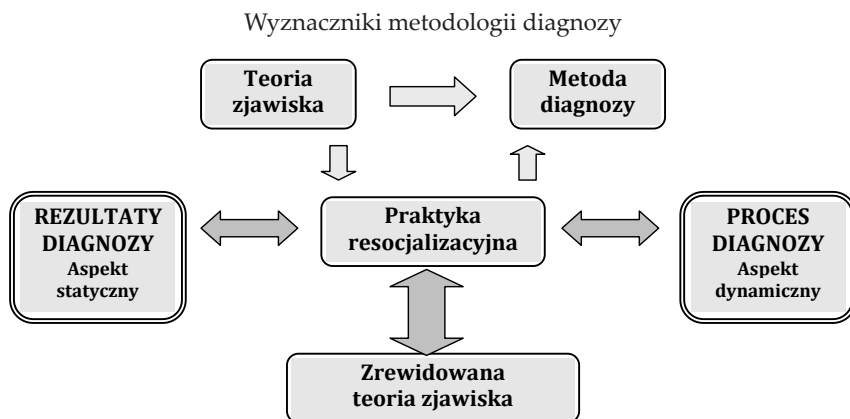 Wyznaczniki metodologii diagnozy
Teoria
zjawiska
Metoda
diagnozy
REZULTATY
DIAGNOZY
Aspekt
statyczny
Praktyka
resocjalizacyjna
PROCES
DIAGNOZY
Aspekt
dynamiczny
Zrewidowana
teoria zjawiska